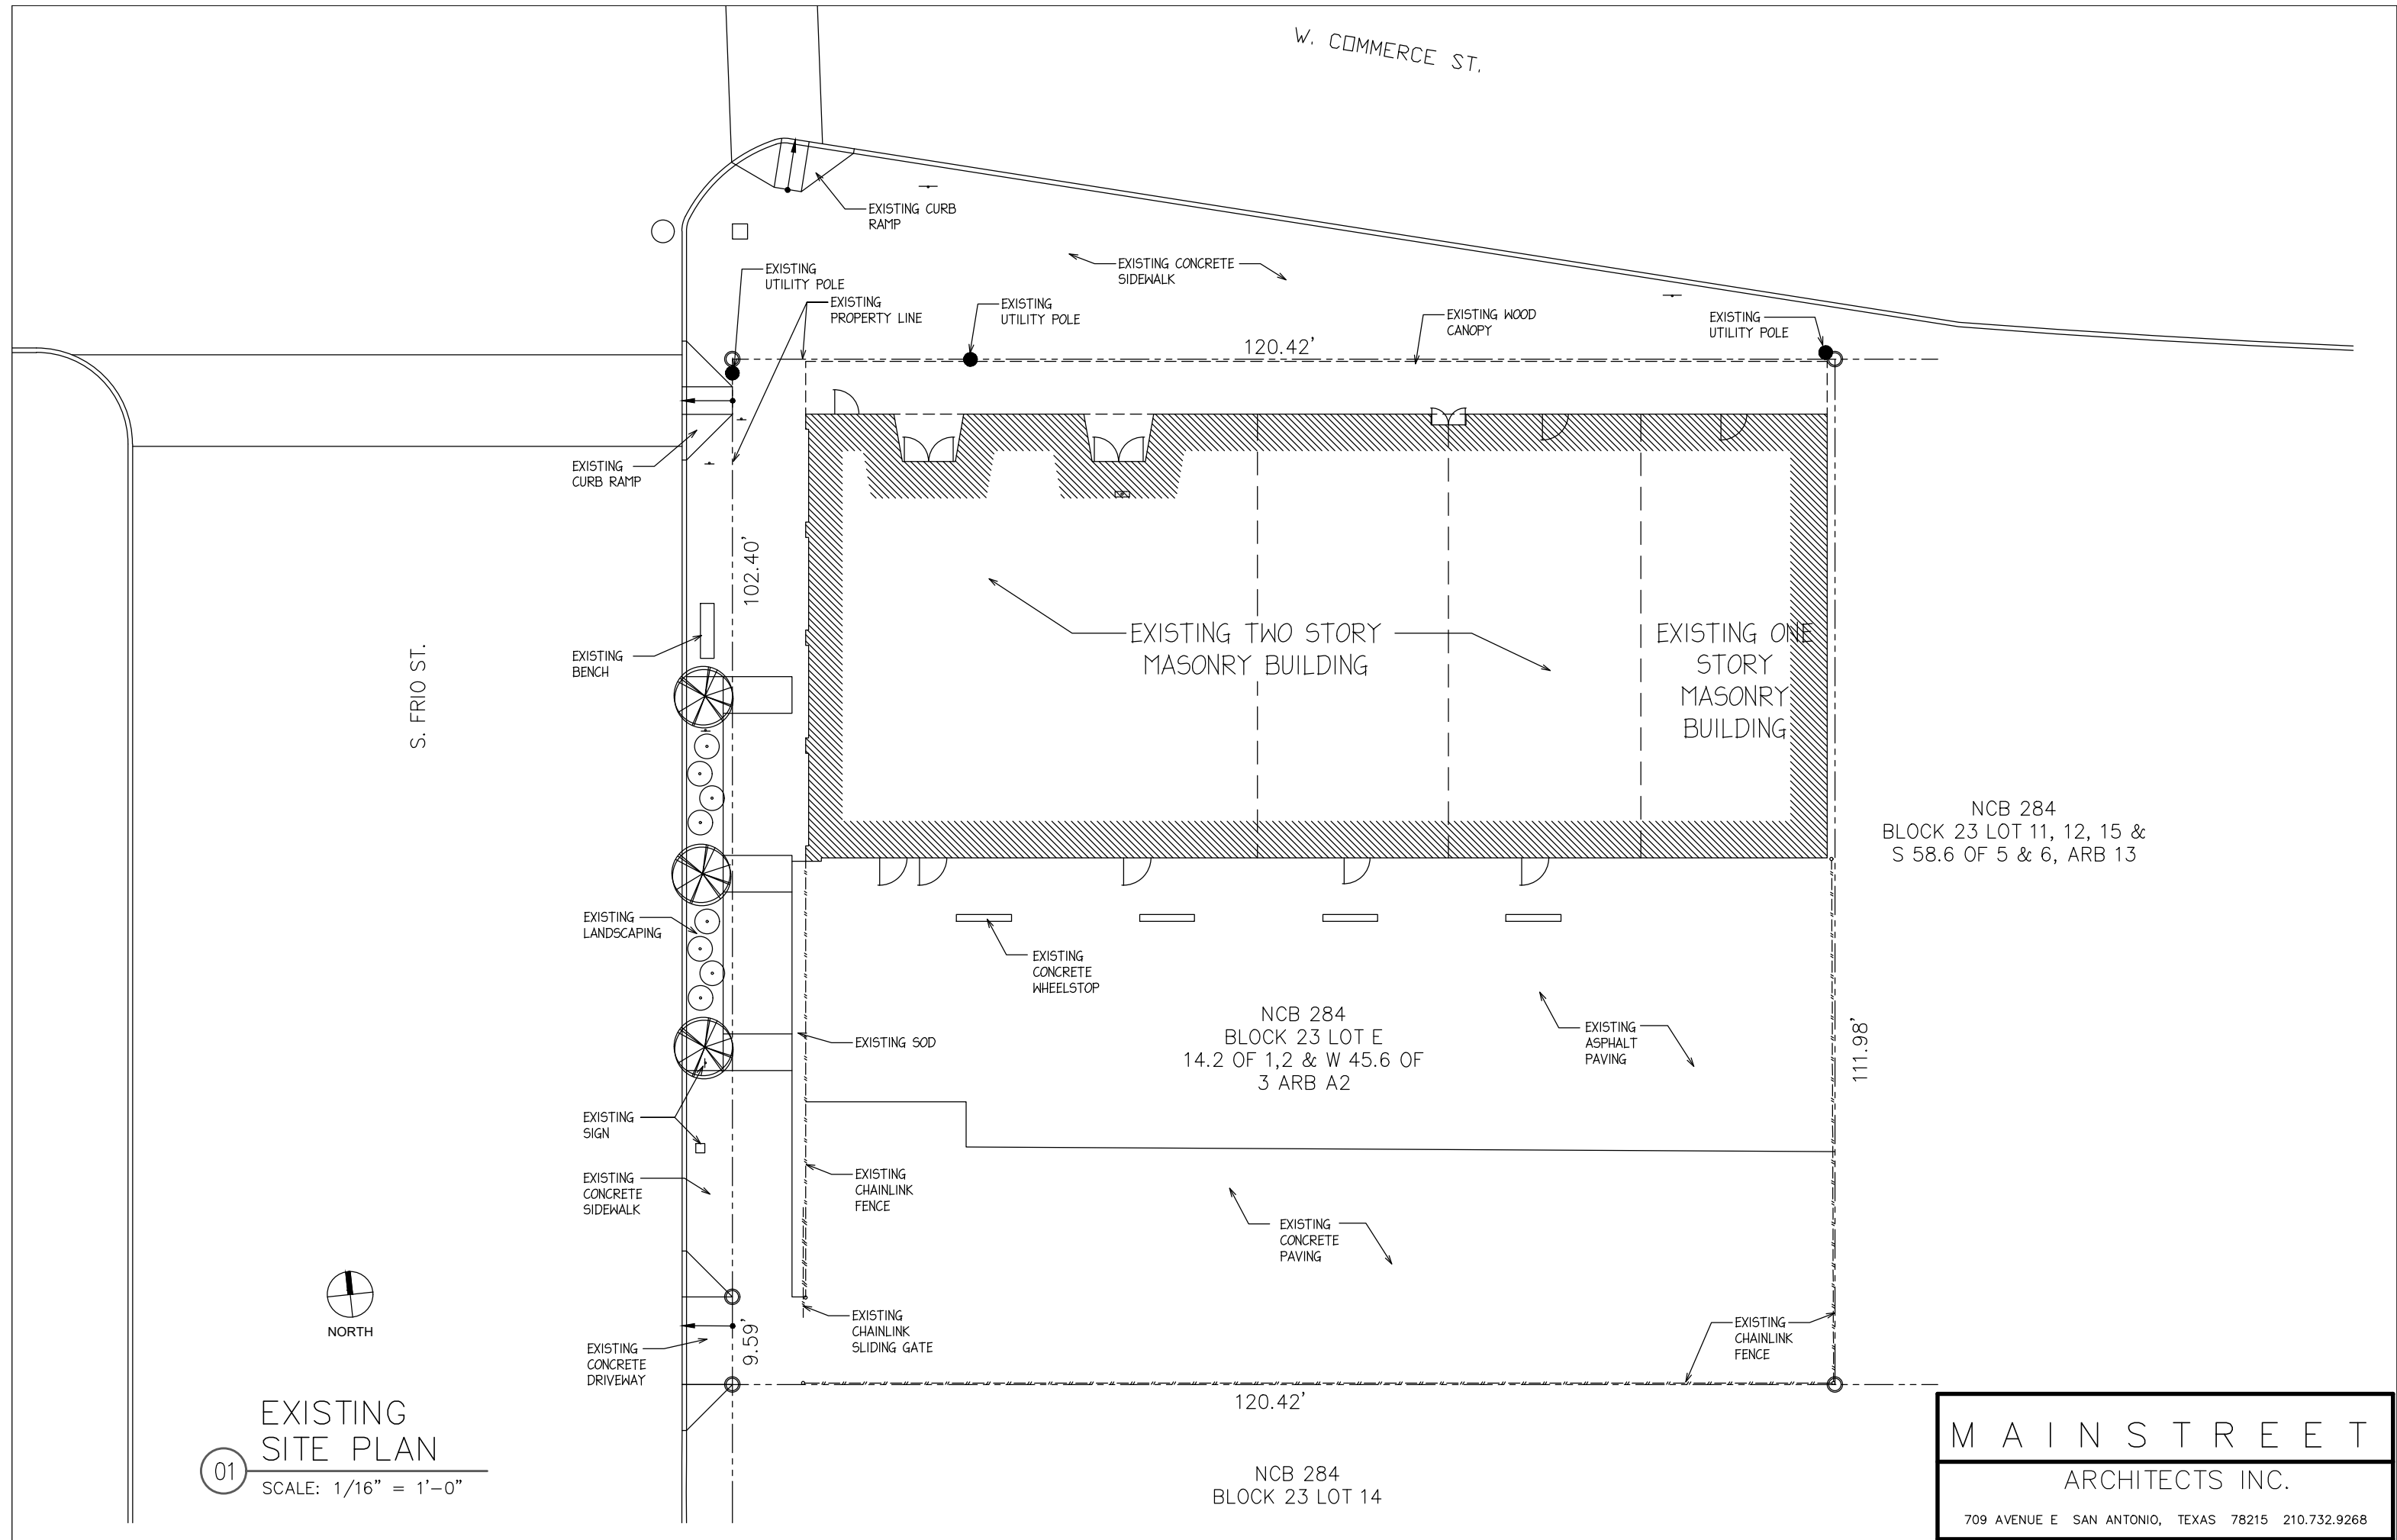 W. COMMERCE ST.
EXISTING CURB
RAMP
EXISTING
UTILITY POLE
EXISTING
PROPERTY LINE
EXISTING
UTILITY POLE
EXISTING CONCRETE
SIDEWALK
EXISTING WOOD
CANOPY
EXISTING
UTILITY POLE
120.42'
EXISTING
CURB RAMP
102.40'
S. FRIO ST.
EXISTING
BENCH
EXISTING TWO STORY
MASONRY BUILDING
EXISTING ONE
STORY
MASONRY
BUILDING
NCB 284
BLOCK 23 LOT 11, 12, 15 &
S 58.6 OF 5 & 6, ARB 13
EXISTING
LANDSCAPING
EXISTING
CONCRETE
WHEELSTOP
NCB 284
BLOCK 23 LOT E
14.2 OF 1,2 & W 45.6 OF
3 ARB A2
EXISTING
ASPHALT
PAVING
111.98'
EXISTING SOD
EXISTING
SIGN
EXISTING
CONCRETE
SIDEWALK
EXISTING
CHAINLINK
FENCE
EXISTING
CONCRETE
PAVING
NORTH
EXISTING
CONCRETE
DRIVEWAY
9.59'
EXISTING
CHAINLINK
SLIDING GATE
EXISTING
CHAINLINK
FENCE
120.42'
EXISTING
SITE PLAN
01
SCALE: 1/16" = 1'-0"
NCB 284
BLOCK 23 LOT 14
MAINSTREET
ARCHITECTS INC.
709 AVENUE E SAN ANTONIO, TEXAS 78215 210.732.9268